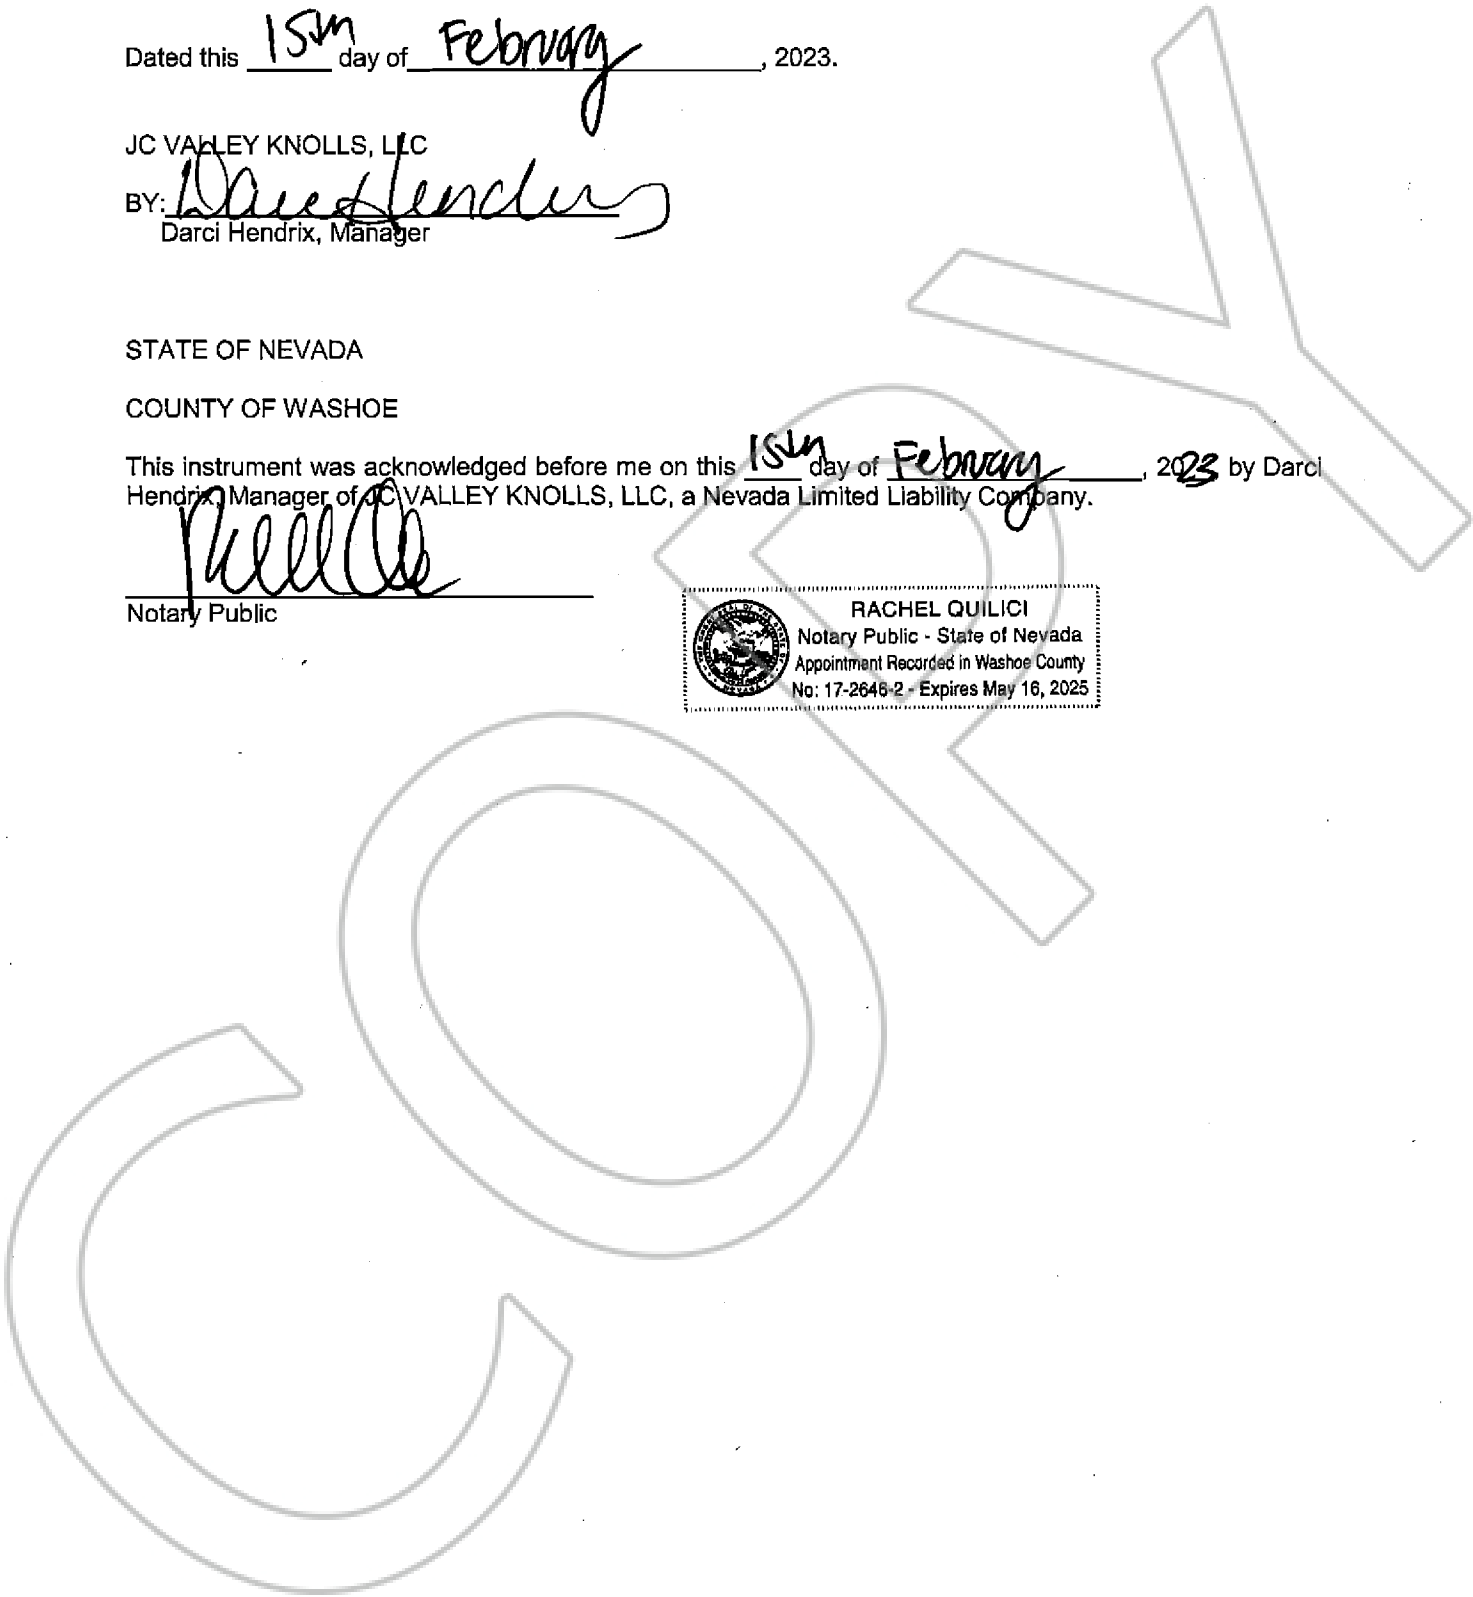 Dated this 15th day of February, 2023.
JC VALLEY KNOLLS, LLC
BY:
Darci Hendrix, Manager
STATE OF NEVADA
COUNTY OF WASHOE
This instrument was acknowledged before me on this 15th day of February, 2023 by Darci
Hendrix, Manager of JC VALLEY KNOLLS, LLC, a Nevada Limited Liability Company.
Notary Public
RACHEL QUILICI
Notary Public - State of Nevada
Appointment Recorded in Washoe County
No: 17-2646-2 - Expires May 16, 2025
COPY